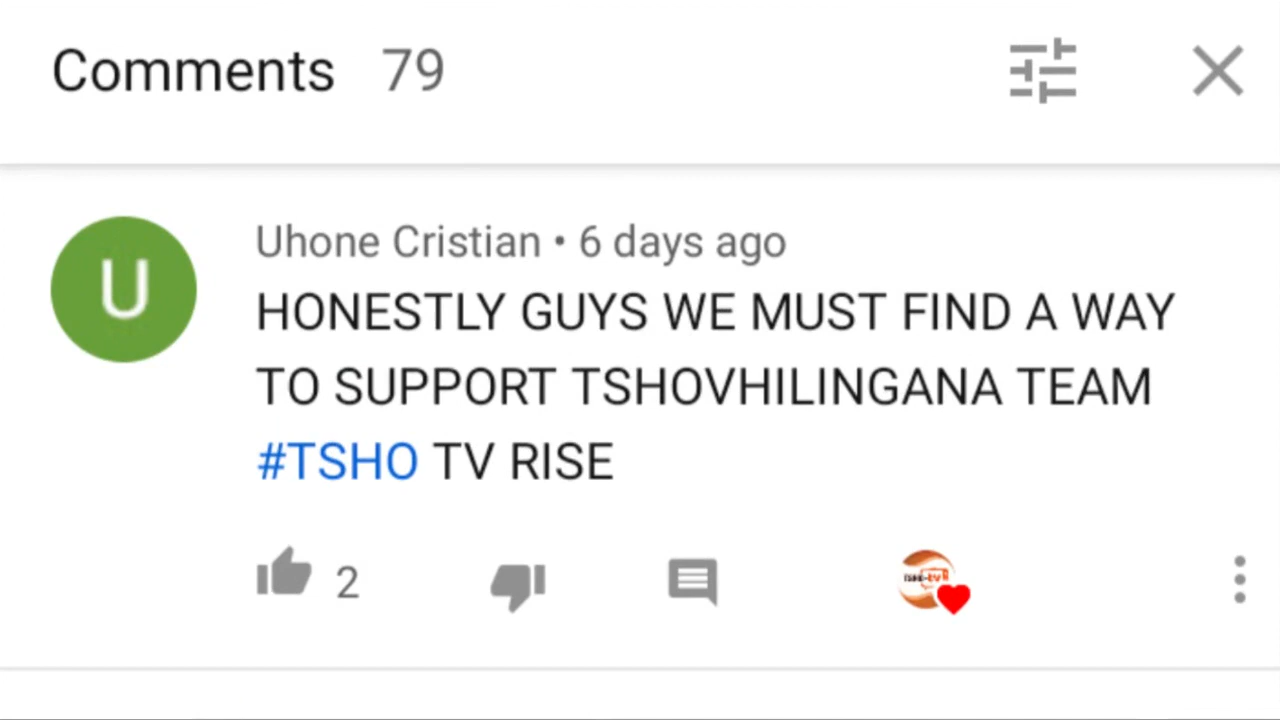 Comments 79
U
Uhone Cristian • 6 days ago
HONESTLY GUYS WE MUST FIND A WAY
TO SUPPORT TSHOVHILINGANA TEAM
#TSHO TV RISE
2